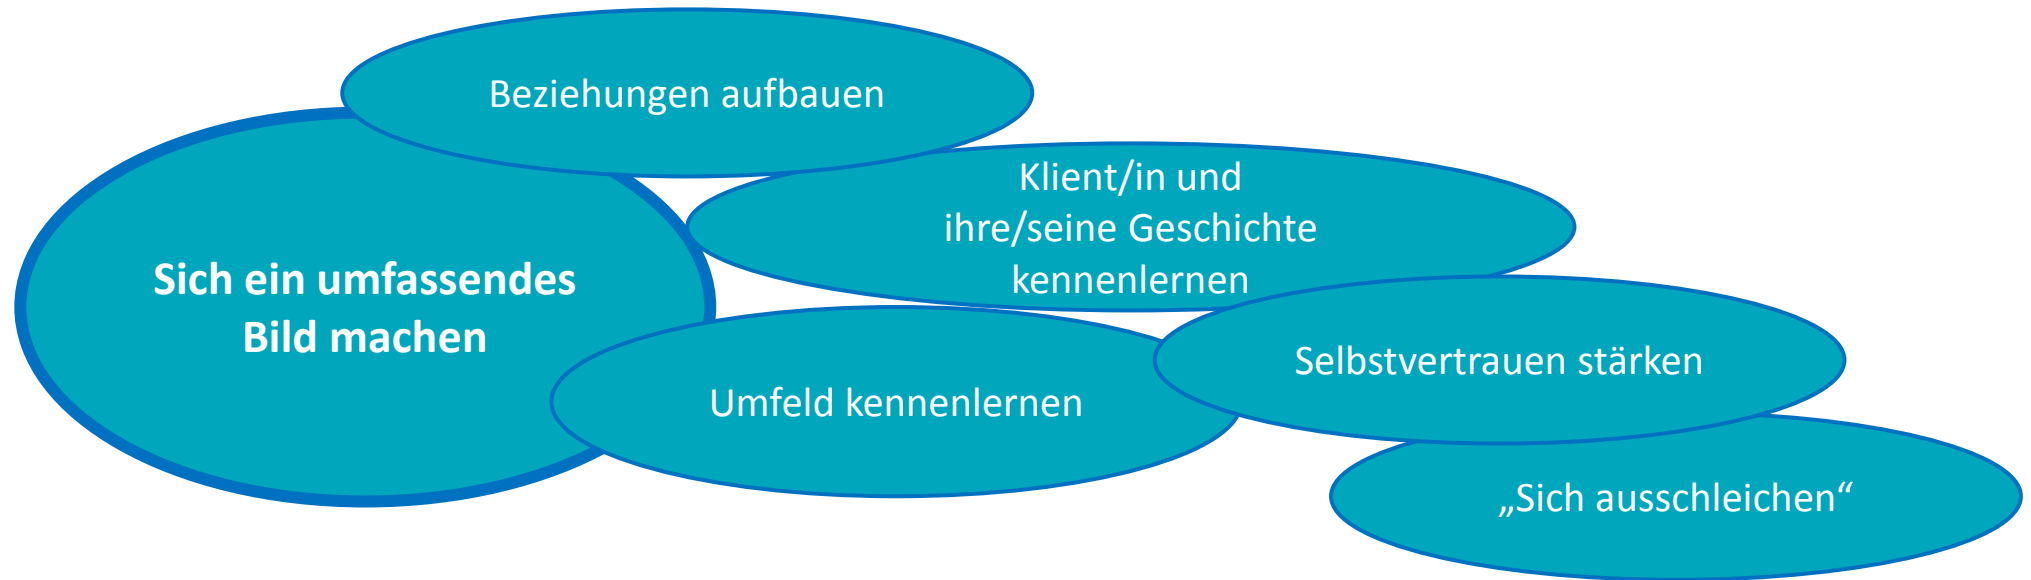 Beziehungen aufbauen
Klient/in und
ihre/seine Geschichte
kennenlernen
Sich ein umfassendes
Bild machen
Selbstvertrauen stärken
Umfeld kennenlernen
„Sich ausschleichen“